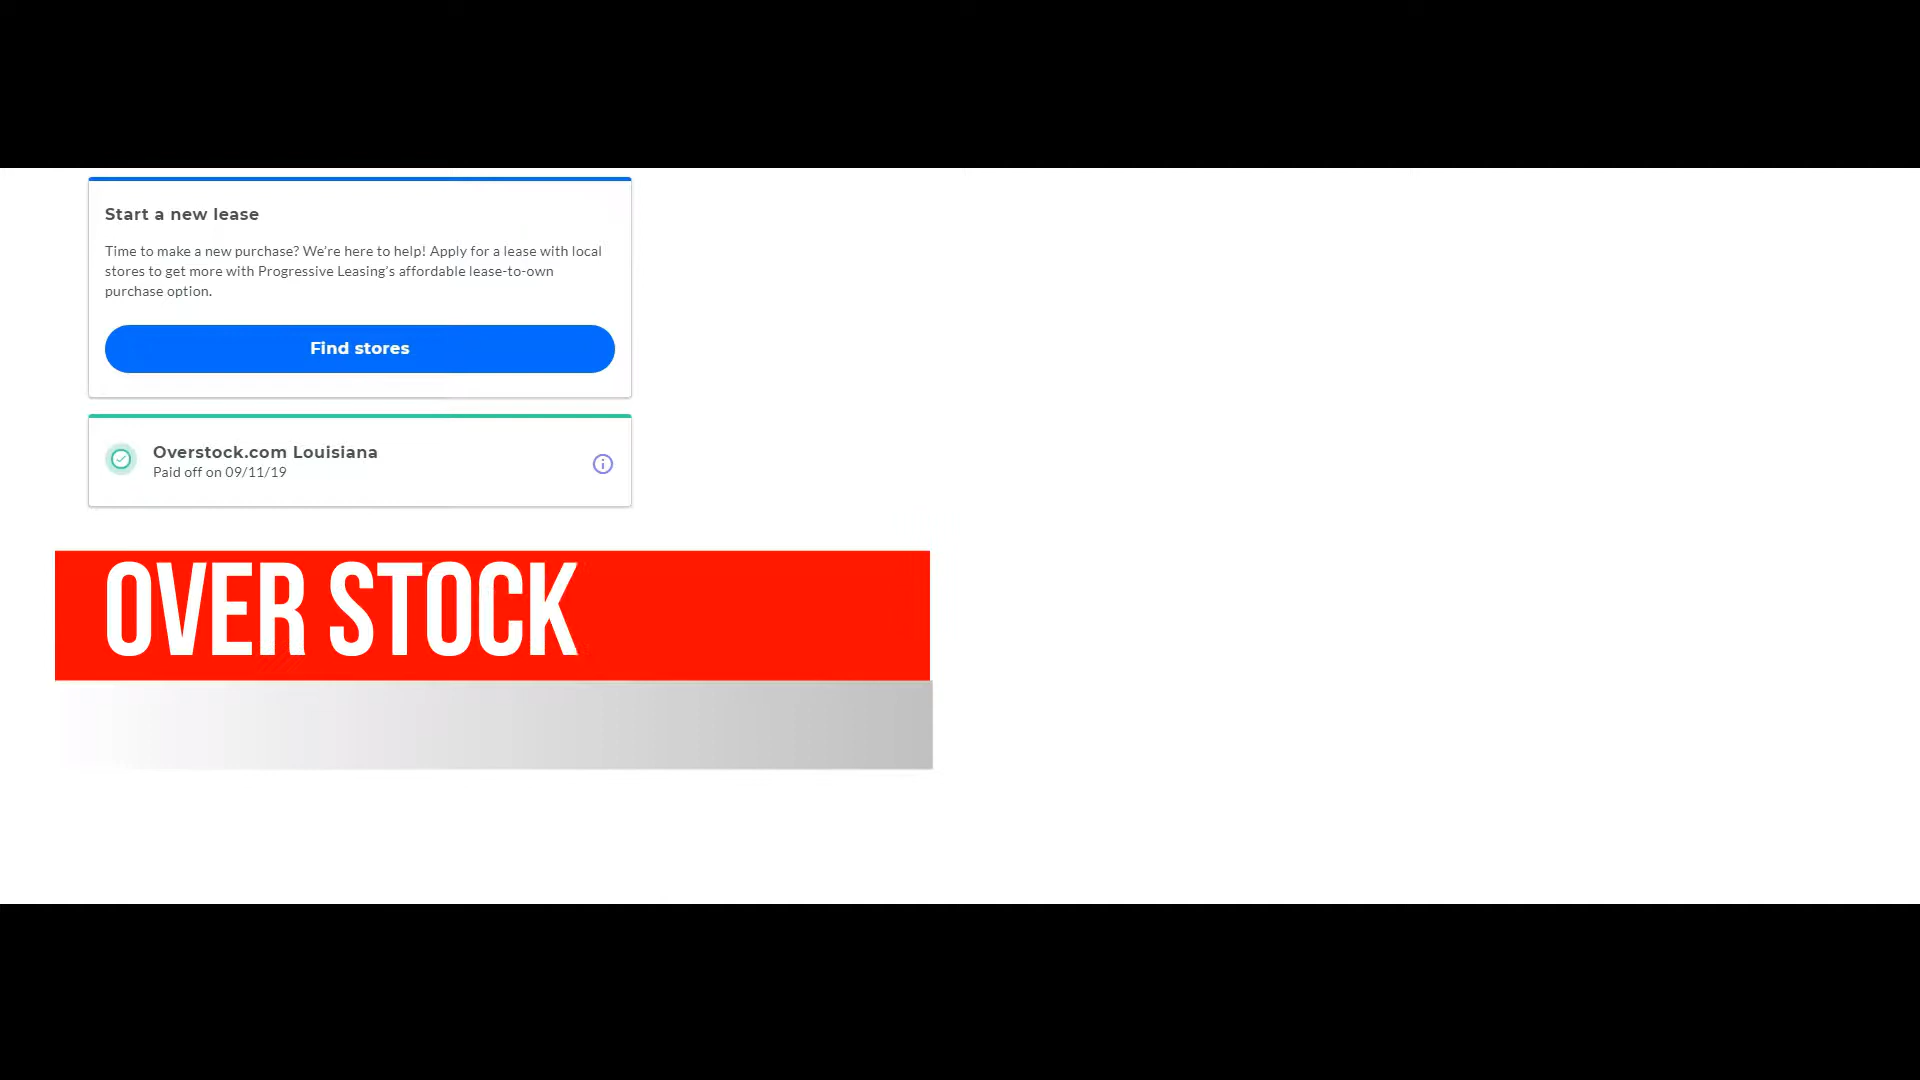 Start a new lease
Time to make a new purchase? We’re here to help! Apply for a lease with local
stores to get more with Progressive Leasing’s affordable lease-to-own
purchase option.
Find stores
Overstock.com Louisiana
Paid off on 09/11/19
OVER STOCK